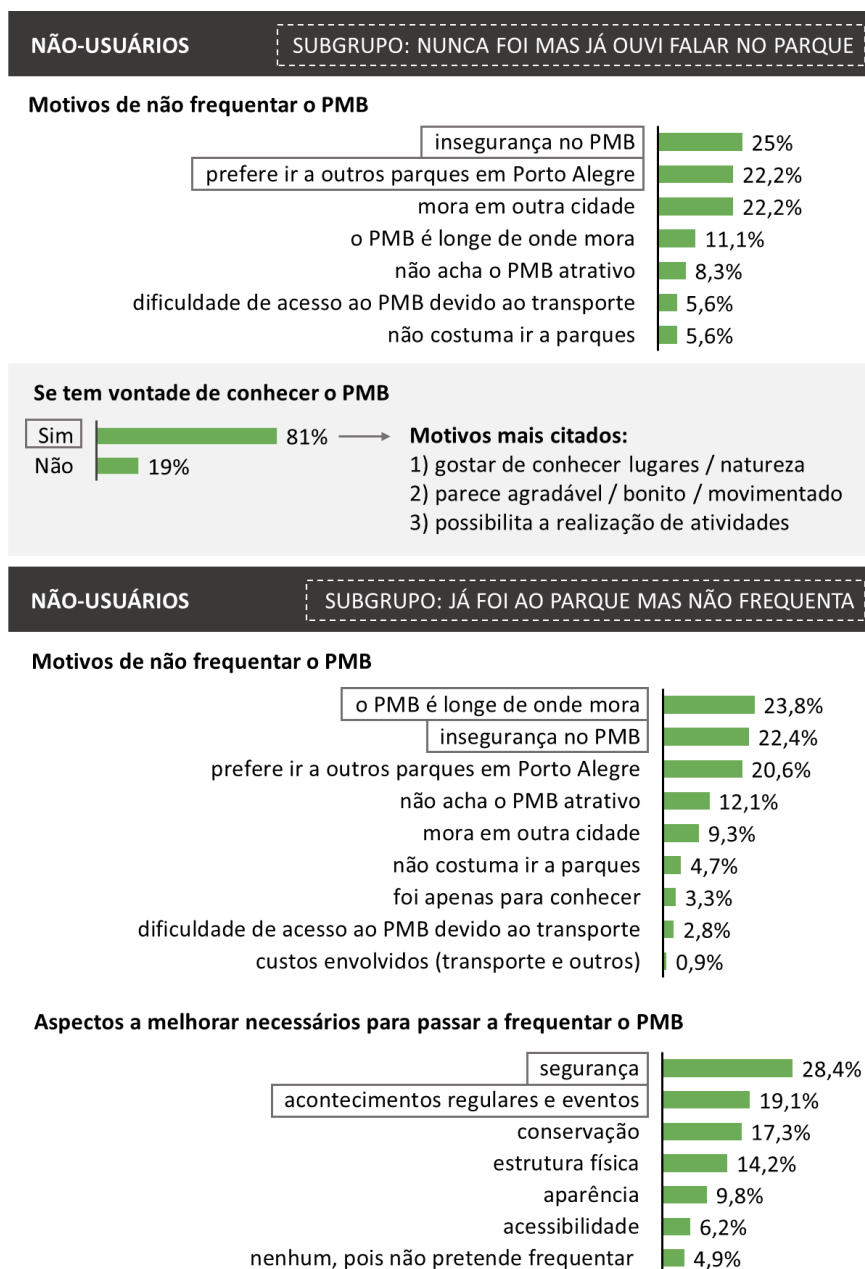 NÃO-USUÁRIOS SUBGRUPO: NUNCA FOI MAS JÁ OUVI FALAR NO PARQUE
Motivos de não frequentar o PMB
insegurança no PMB 25%
prefere ir a outros parques em Porto Alegre 22,2%
mora em outra cidade 22,2%
o PMB é longe de onde mora 11,1%
não acha o PMB atrativo 8,3%
dificuldade de acesso ao PMB devido ao transporte 5,6%
não costuma ir a parques 5,6%
Se tem vontade de conhecer o PMB
Sim 81% Motivos mais citados:
Não 19% 1) gostar de conhecer lugares / natureza
2) parece agradável / bonito / movimentado
3) possibilita a realização de atividades
NÃO-USUÁRIOS SUBGRUPO: JÁ FOI AO PARQUE MAS NÃO FREQUENTA
Motivos de não frequentar o PMB
o PMB é longe de onde mora 23,8%
insegurança no PMB 22,4%
prefere ir a outros parques em Porto Alegre 20,6%
não acha o PMB atrativo 12,1%
mora em outra cidade 9,3%
não costuma ir a parques 4,7%
foi apenas para conhecer 3,3%
dificuldade de acesso ao PMB devido ao transporte 2,8%
custos envolvidos (transporte e outros) 0,9%
Aspectos a melhorar necessários para passar a frequentar o PMB
segurança 28,4%
acontecimentos regulares e eventos 19,1%
conservação 17,3%
estrutura física 14,2%
aparência 9,8%
acessibilidade 6,2%
nenhum, pois não pretende frequentar 4,9%